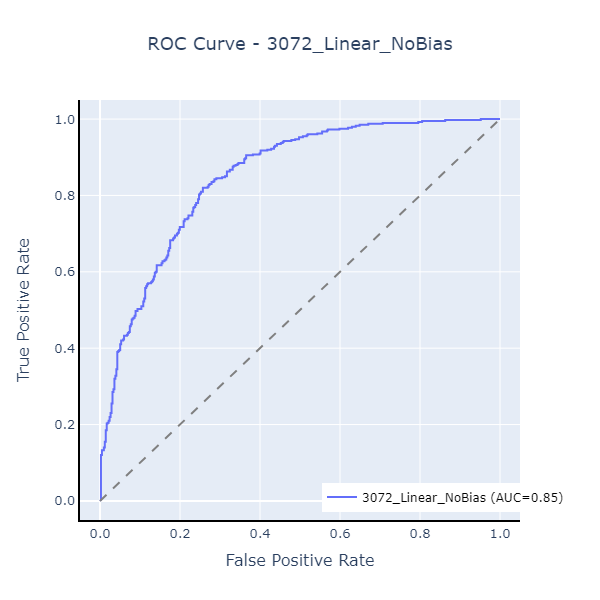 ROC Curve - 3072_Linear_NoBias
True Positive Rate
1.0
0.8
0.6
0.4
0.2
0.0
0.0 0.2 0.4 0.6 0.8 1.0
False Positive Rate
3072_Linear_NoBias (AUC=0.85)